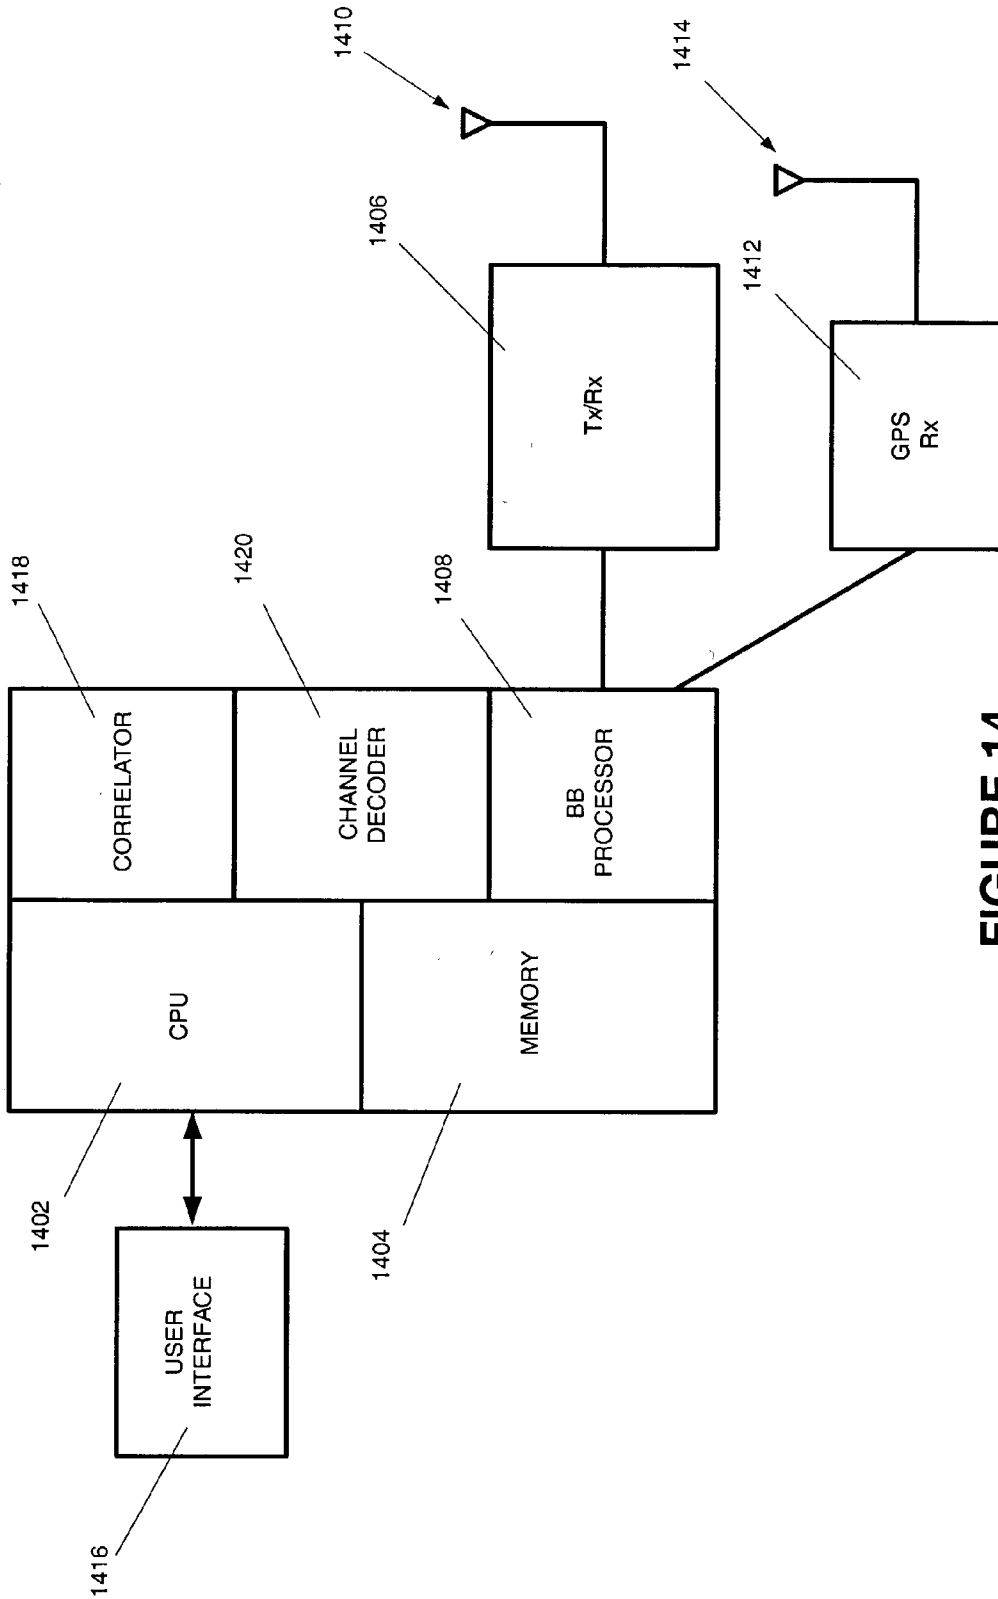 1416
USER
INTERFACE
1402
CPU
1404
MEMORY
1418
CORRELATOR
1420
CHANNEL
DECODER
1408
BB
PROCESSOR
1406
Tx/Rx
1410
1412
GPS
Rx
1414
FIGURE 14